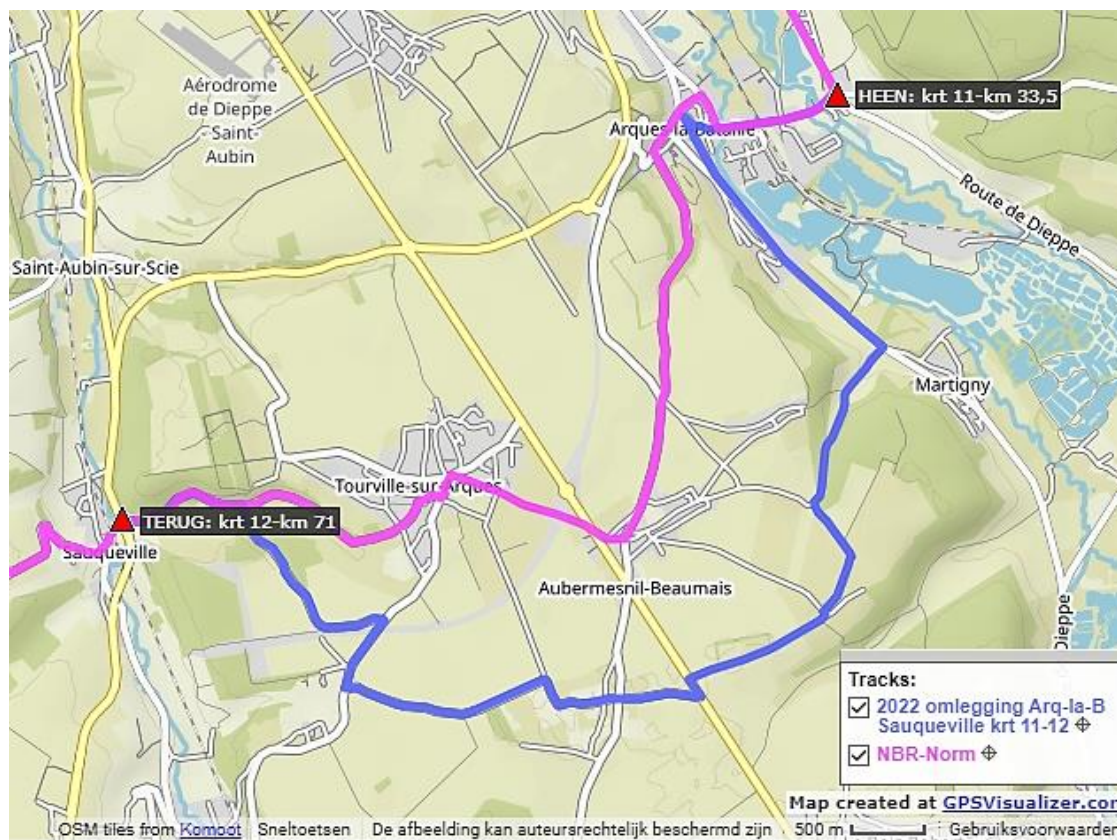 Aérodrome
de Dieppe
- Saint-
Aubin
HEEN: krt 11-km 33,5
Arques-la-Bataille
Route de Dieppe
Saint-Aubin-sur-Scie
Martigny
Tourville-sur-Arques
TERUG: krt 12-km 71
Sauqueville
Aubermesnil-Beaumais
Dieppe
Tracks:
2022 omlegging Arq-la-B
Sauqueville krt 11-12
NBR-Norm
Map created at GPSVisualizer.com
OSM tiles from Komoot Sneltoetsen De afbeelding kan auteursrechtelijk beschermd zijn 500 m Gebruiksvoorwaarden